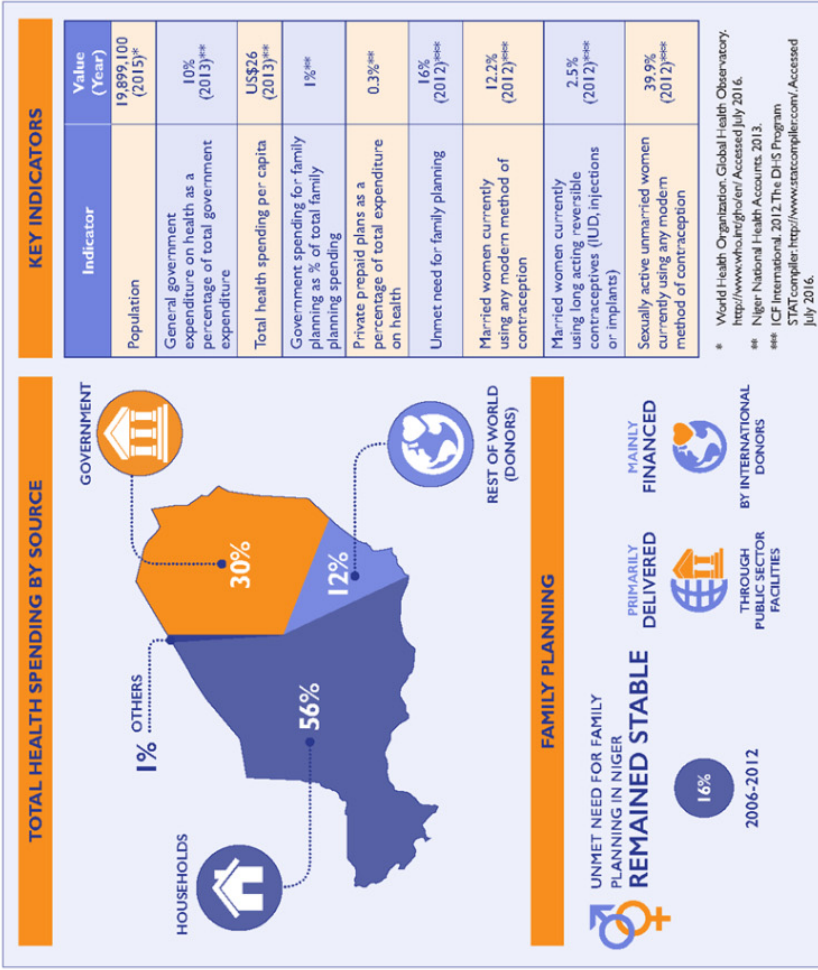 TOTAL HEALTH SPENDING BY SOURCE
HOUSEHOLDS
1% OTHERS
GOVERNMENT
56%
30%
12%
REST OF WORLD
(DONORS)
FAMILY PLANNING
UNMET NEED FOR FAMILY
PLANNING IN NIGER
REMAINED STABLE
16%
2006-2012
PRIMARILY
DELIVERED
THROUGH
PUBLIC SECTOR
FACILITIES
MAINLY
FINANCED
BY INTERNATIONAL
DONORS
KEY INDICATORS
Indicator
Value
(Year)
Population
19,899,100
(2015)*
General government
expenditure on health as a
percentage of total government
expenditure
10%
(2013)**
Total health spending per capita
US$26
(2013)**
Government spending for family
planning as % of total family
planning spending
1%**
Private prepaid plans as a
percentage of total expenditure
on health
0.3%**
Unmet need for family planning
16%
(2012)***
Married women currently
using any modern method of
contraception
12.2%
(2012)***
Married women currently
using long acting reversible
contraceptives (IUD, injections
or implants)
2.5%
(2012)***
Sexually active unmarried women
currently using any modern
method of contraception
39.9%
(2012)***
* World Health Organization. Global Health Observatory.
http://www.who.int/gho/en/ Accessed July 2016.
** Niger National Health Accounts. 2013.
*** ICF International. 2012. The DHS Program
STATcompiler. http://www.statcompiler.com/. Accessed
July 2016.